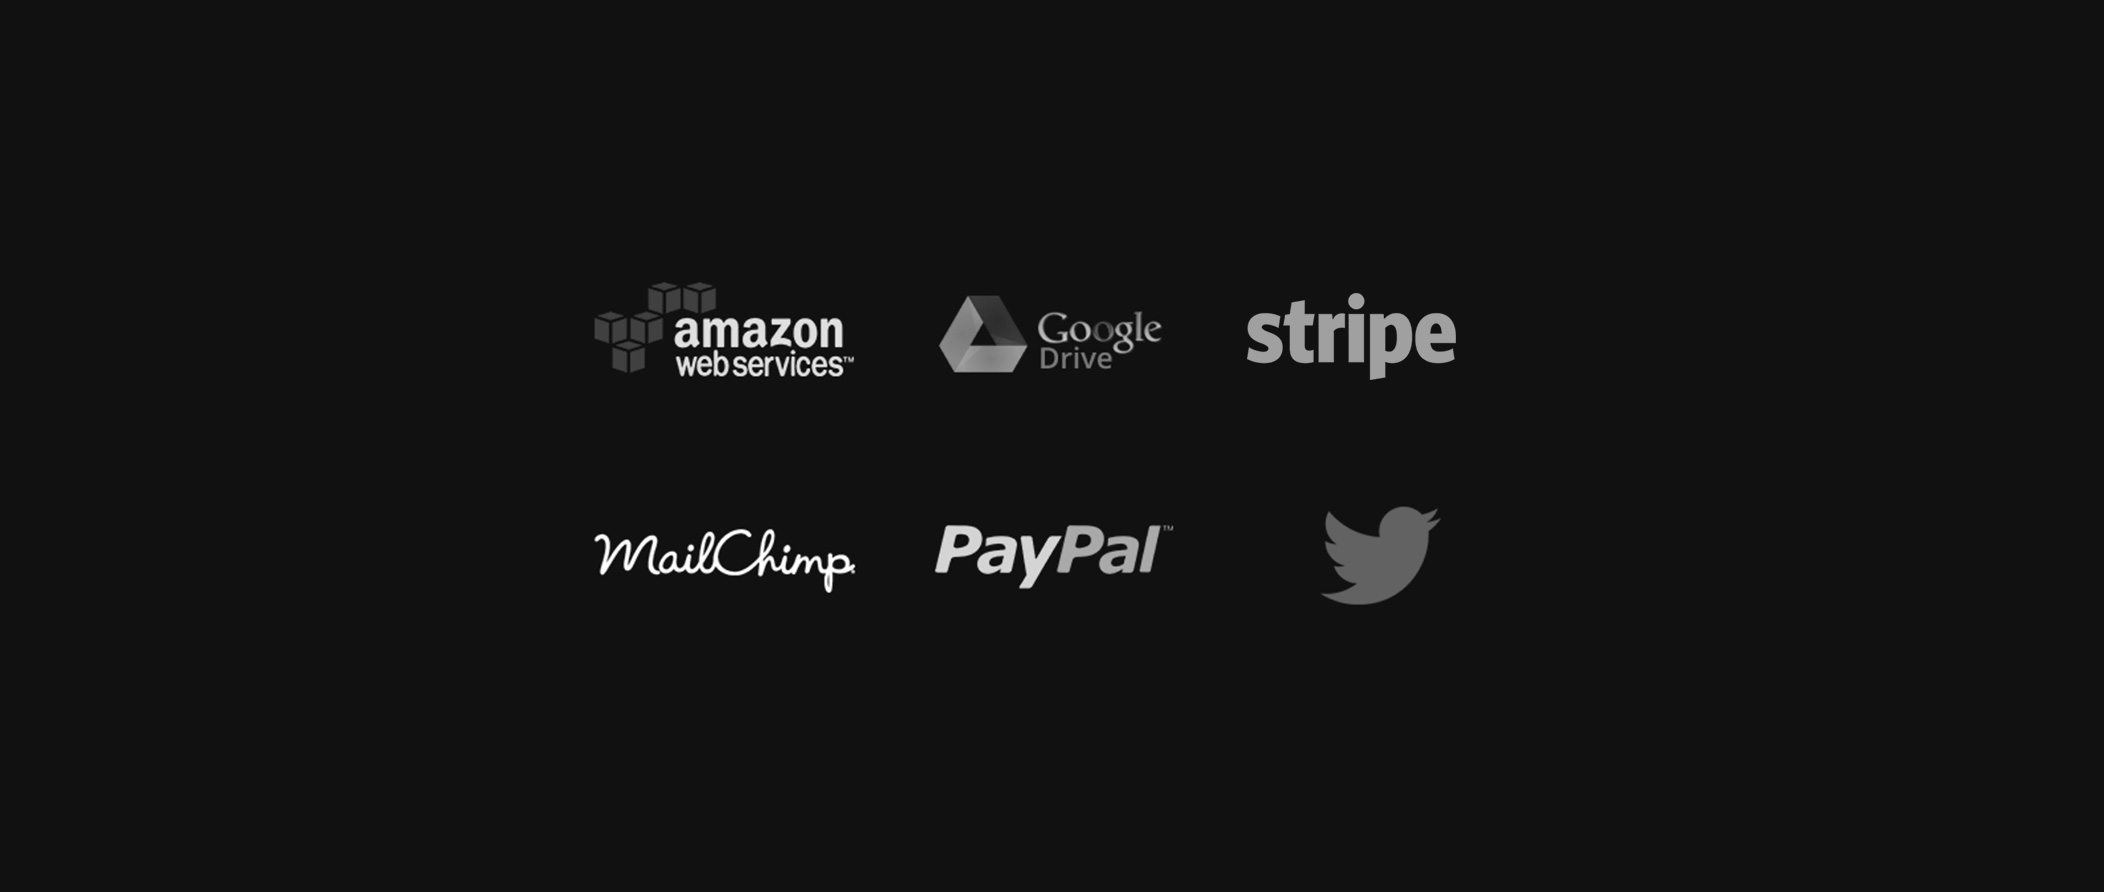 amazon
web services™
Google
Drive
stripe
MailChimp
PayPal™